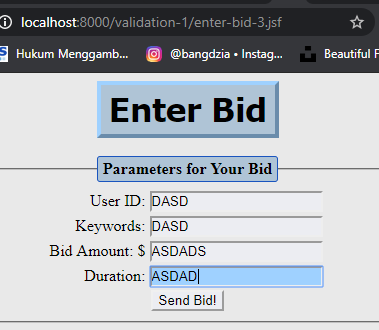 localhost:8000/validation-1/enter-bid-3.jsf
Hukum Menggamb...
@bangdzia • Instag...
Beautiful F
Enter Bid
Parameters for Your Bid
User ID: DASD
Keywords: DASD
Bid Amount: $ ASDADS
Duration: ASDAD
Send Bid!